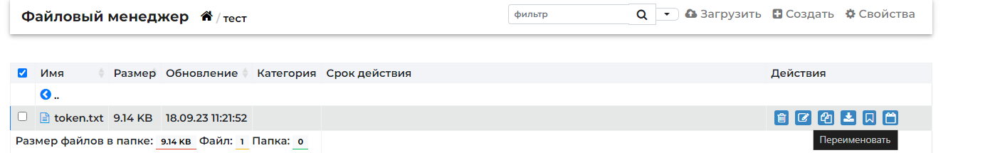 Файловый менеджер / тест фильтр Загрузить Создать Свойства
Имя Размер Обновление Категория Срок действия Действия
..
token.txt 9.14 KB 18.09.23 11:21:52
Размер файлов в папке: 9.14 KB Файл: 1 Папка: 0
Переименовать